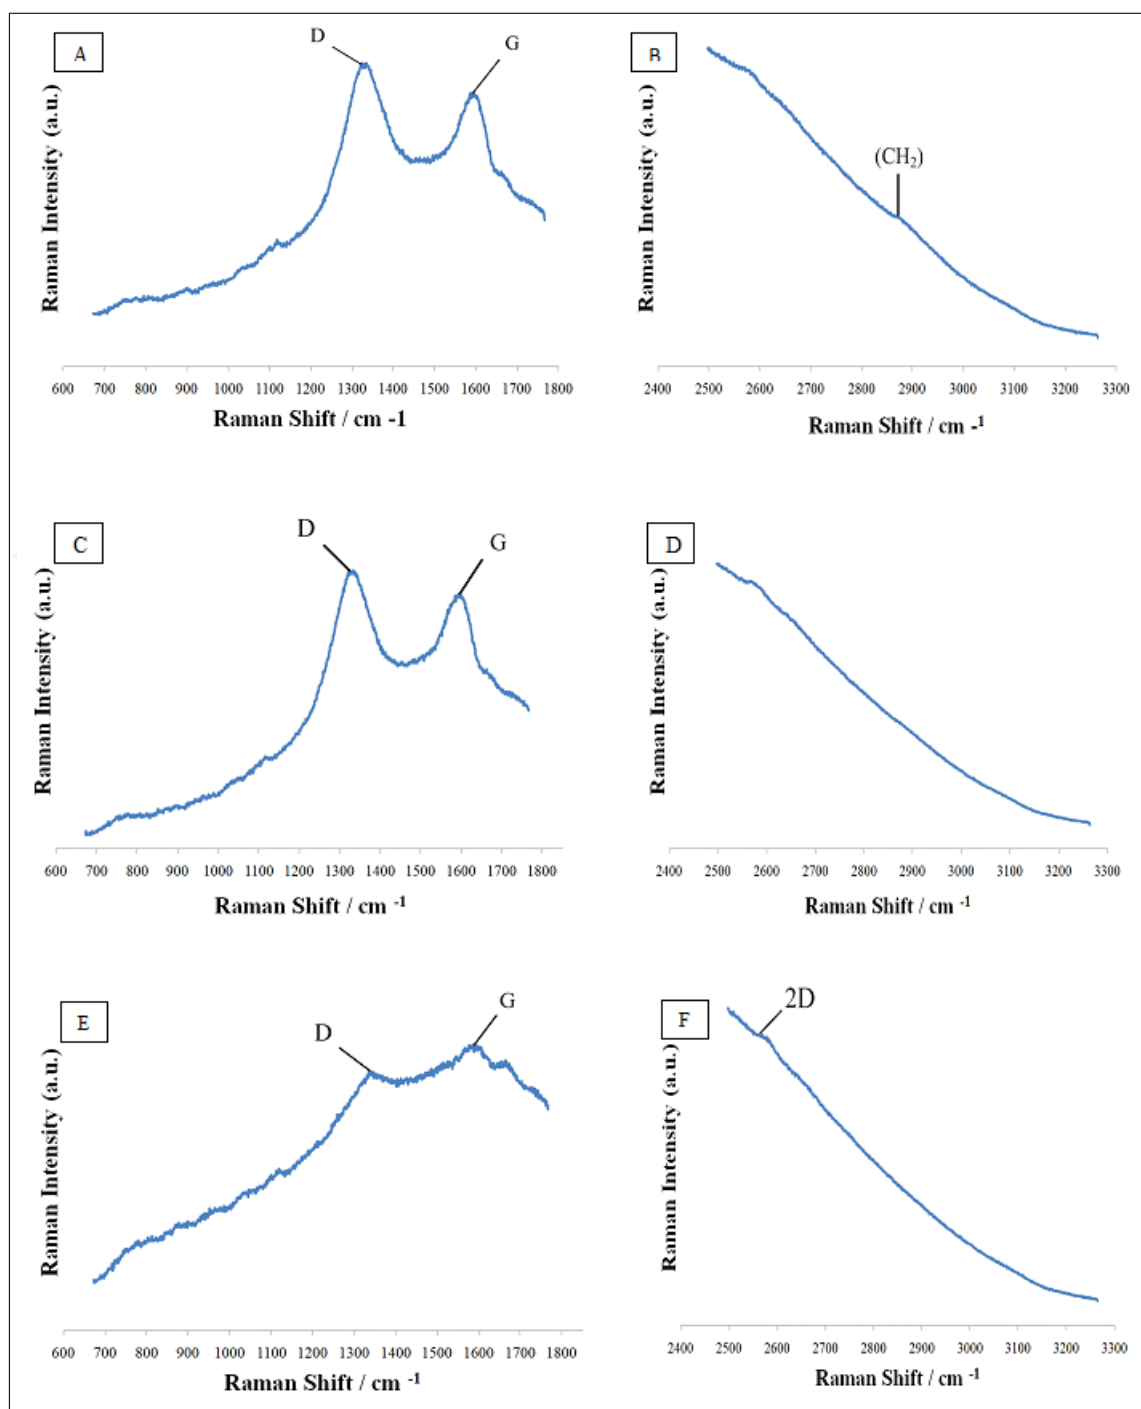 A
D
G
Raman Intensity (a.u.)
600 700 800 900 1000 1100 1200 1300 1400 1500 1600 1700 1800
Raman Shift / cm -1
B
(CH₂)
Raman Intensity (a.u.)
2400 2500 2600 2700 2800 2900 3000 3100 3200 3300
Raman Shift / cm -¹
C
D
G
Raman Intensity (a.u.)
600 700 800 900 1000 1100 1200 1300 1400 1500 1600 1700 1800
Raman Shift / cm -¹
D
Raman Intensity (a.u.)
2400 2500 2600 2700 2800 2900 3000 3100 3200 3300
Raman Shift / cm -¹
E
D
G
Raman Intensity (a.u.)
600 700 800 900 1000 1100 1200 1300 1400 1500 1600 1700 1800
Raman Shift / cm -¹
F
2D
Raman Intensity (a.u.)
2400 2500 2600 2700 2800 2900 3000 3100 3200 3300
Raman Shift / cm -¹